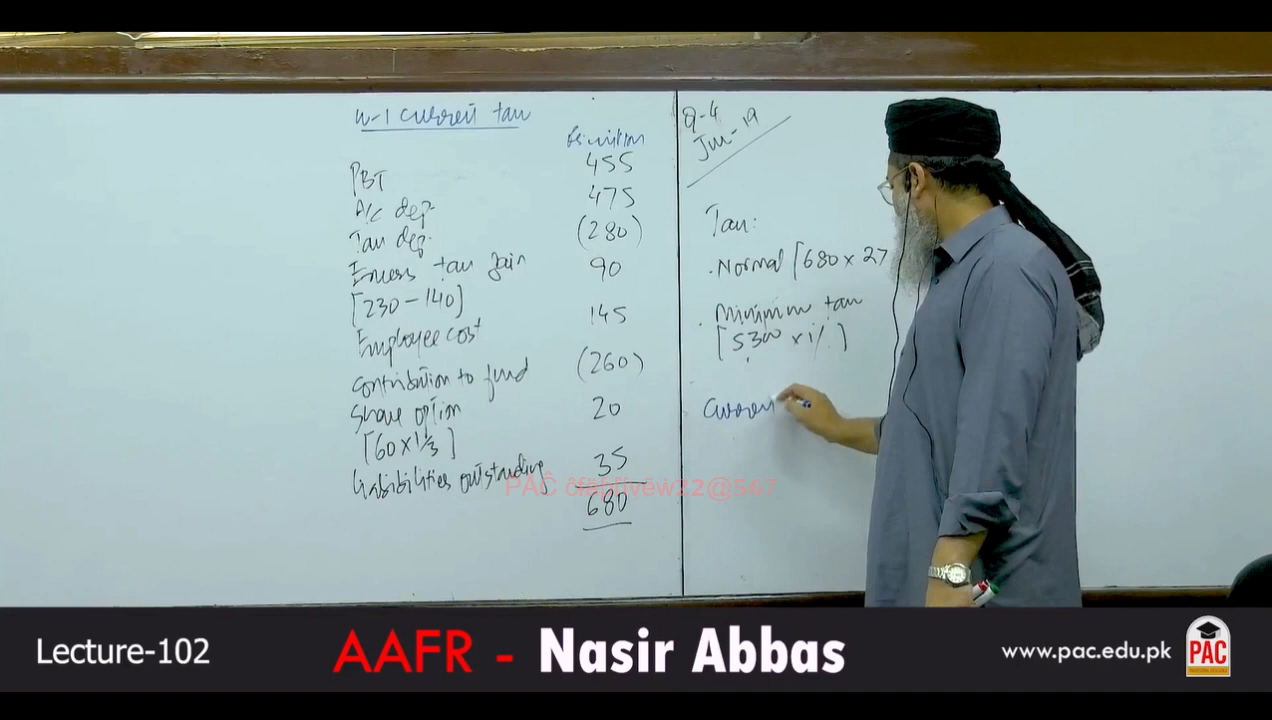 W-1 Current tax
Rs. million
PBT 455
A/C dep 475
Tax dep. (280)
Excess tax gain 90
[230 - 140]
Employee cost 145
Contribution to fund (260)
Share option 20
[60 x 1/3]
Liabilities outstanding 35
680
Q-4
Jun-19
Tax:
. Normal [680 x 27
. Minimum tax
[5300 x 1%]
Current
PAC
Lecture-102
AAFR - Nasir Abbas
www.pac.edu.pk
PAC